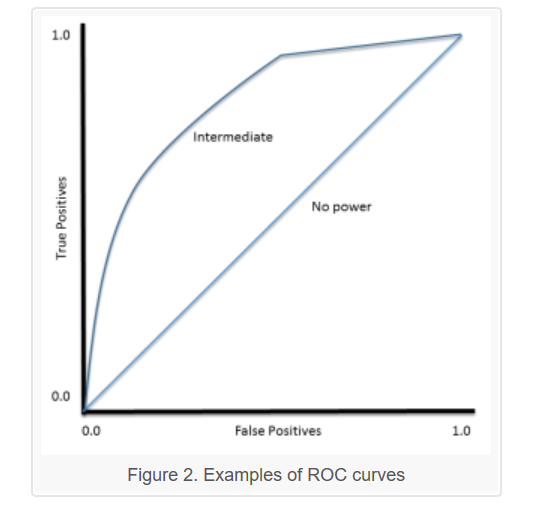 1.0
Intermediate
True Positives
No power
0.0
0.0
False Positives
1.0
Figure 2. Examples of ROC curves